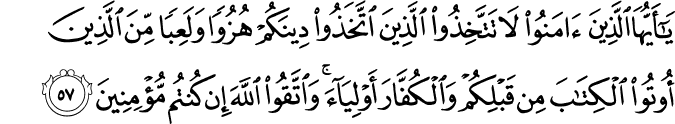 يَـٰٓأَيُّهَا ٱلَّذِينَ ءَامَنُوا۟ لَا تَتَّخِذُوا۟ ٱلَّذِينَ ٱتَّخَذُوا۟ دِينَكُمْ هُزُوًا وَلَعِبًا مِّنَ ٱلَّذِينَ
أُوتُوا۟ ٱلْكِتَـٰبَ مِن قَبْلِكُمْ وَٱلْكُفَّارَ أَوْلِيَآءَ ۚ وَٱتَّقُوا۟ ٱللَّهَ إِن كُنتُم مُّؤْمِنِينَ ٥٧